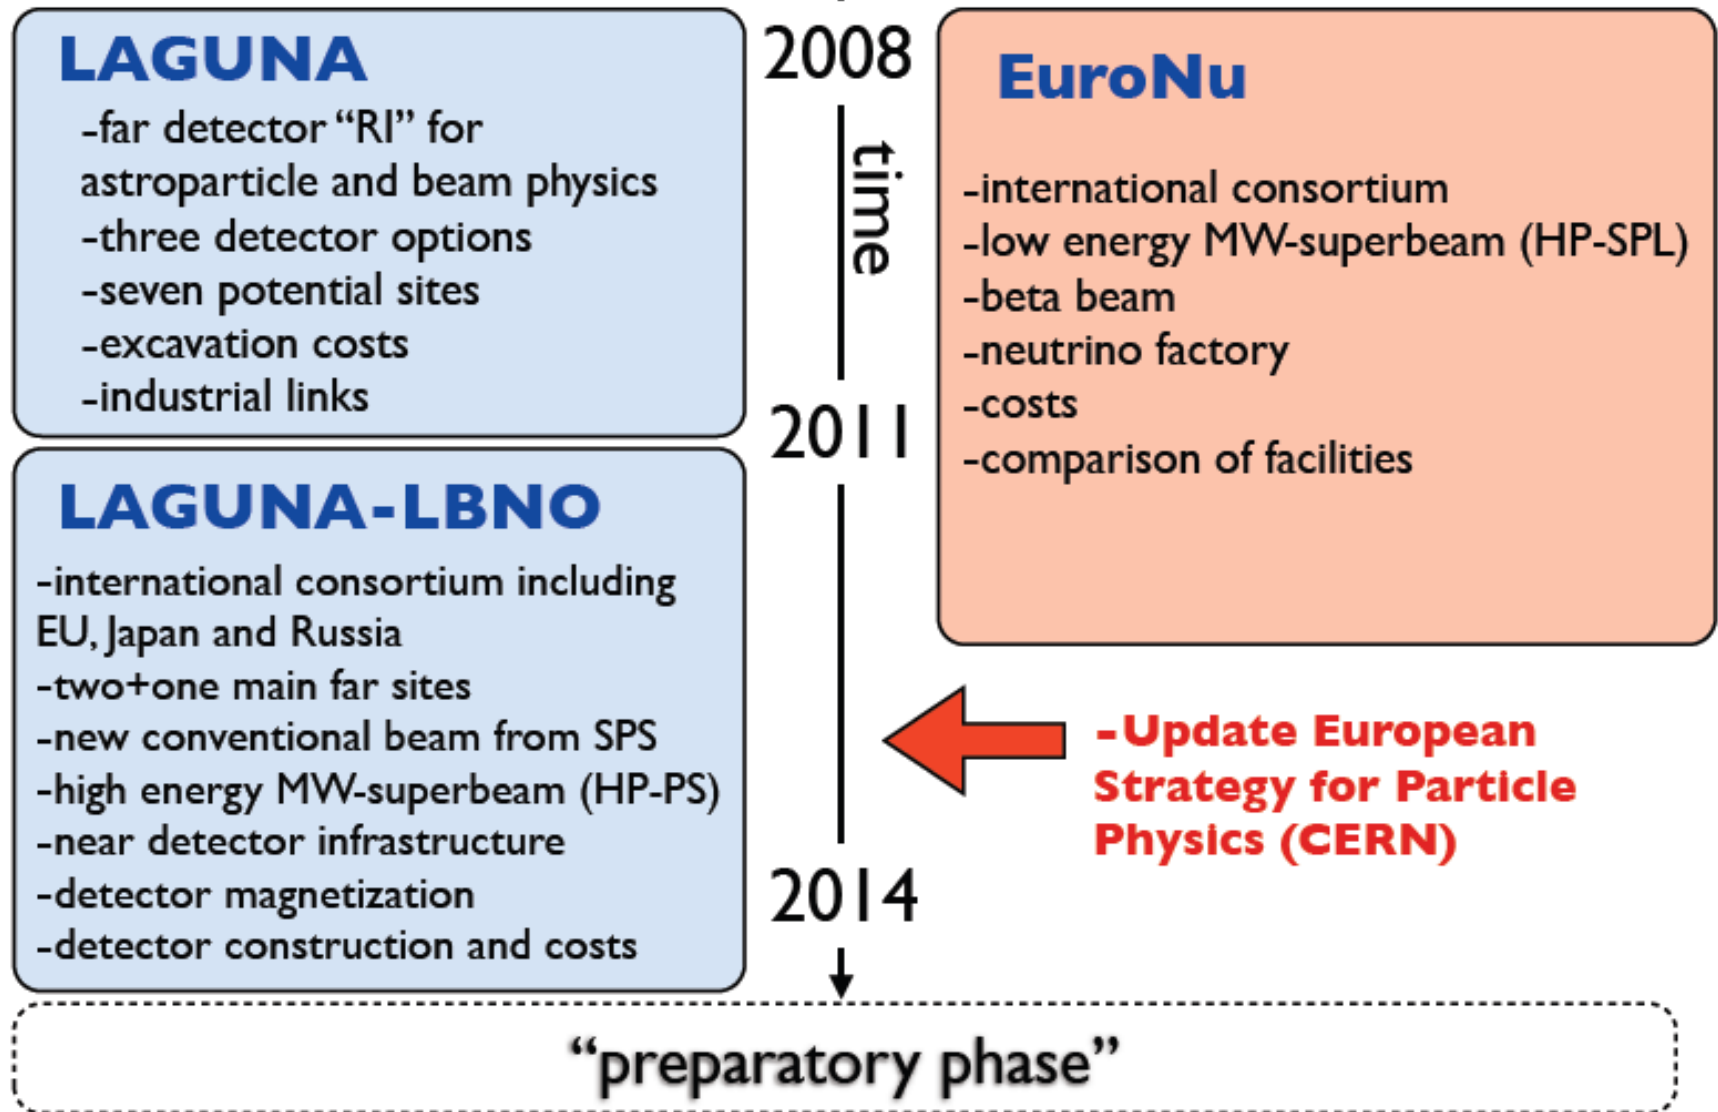 LAGUNA
-far detector “RI” for
astroparticle and beam physics
-three detector options
-seven potential sites
-excavation costs
-industrial links
LAGUNA-LBNO
-international consortium including
EU, Japan and Russia
-two+one main far sites
-new conventional beam from SPS
-high energy MW-superbeam (HP-PS)
-near detector infrastructure
-detector magnetization
-detector construction and costs
2008
time
2011
2014
EuroNu
-international consortium
-low energy MW-superbeam (HP-SPL)
-beta beam
-neutrino factory
-costs
-comparison of facilities
-Update European
Strategy for Particle
Physics (CERN)
“preparatory phase”